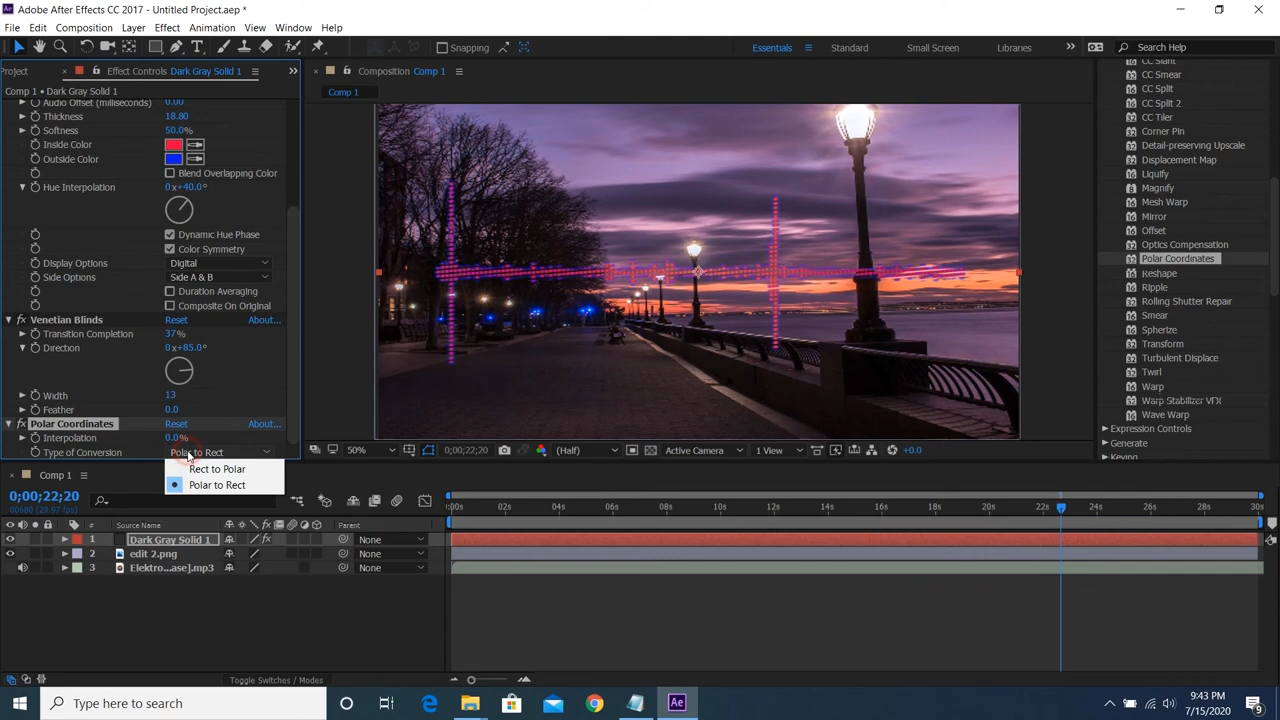 Adobe After Effects CC 2017 - Untitled Project.aep *
File Edit Composition Layer Effect Animation View Window Help
Snapping Essentials Standard Small Screen Libraries Search Help
Project Effect Controls Dark Gray Solid 1
Comp 1 • Dark Gray Solid 1
Audio Offset (milliseconds) 0.00
Thickness 18.80
Softness 50.0%
Inside Color
Outside Color
Blend Overlapping Color
Hue Interpolation 0x+40.0°
Dynamic Hue Phase
Color Symmetry
Display Options Digital
Side Options Side A & B
Duration Averaging
Composite On Original
Venetian Blinds Reset About...
Transition Completion 37%
Direction 0x+85.0°
Width 13
Feather 0.0
Polar Coordinates Reset About...
Interpolation 0.0%
Type of Conversion Polar to Rect
Rect to Polar
Polar to Rect
Composition Comp 1
Comp 1
50% 0;00;22;20 (Half) Active Camera 1 View +0.0
CC Slant
CC Smear
CC Split
CC Split 2
CC Tiler
Corner Pin
Detail-preserving Upscale
Displacement Map
Liquify
Magnify
Mesh Warp
Mirror
Offset
Optics Compensation
Polar Coordinates
Reshape
Ripple
Rolling Shutter Repair
Smear
Spherize
Transform
Turbulent Displace
Twirl
Warp
Warp Stabilizer VFX
Wave Warp
Expression Controls
Generate
Keying
Comp 1
0;00;22;20
00680 (29.97 fps)
:00s 02s 04s 06s 08s 10s 12s 14s 16s 18s 20s 22s 24s 26s 28s 30s
# Source Name Parent
1 Dark Gray Solid 1 None
2 edit 2.png None
3 Elektro...ase].mp3 None
Toggle Switches / Modes
Type here to search
Ae
9:43 PM
7/15/2020
9